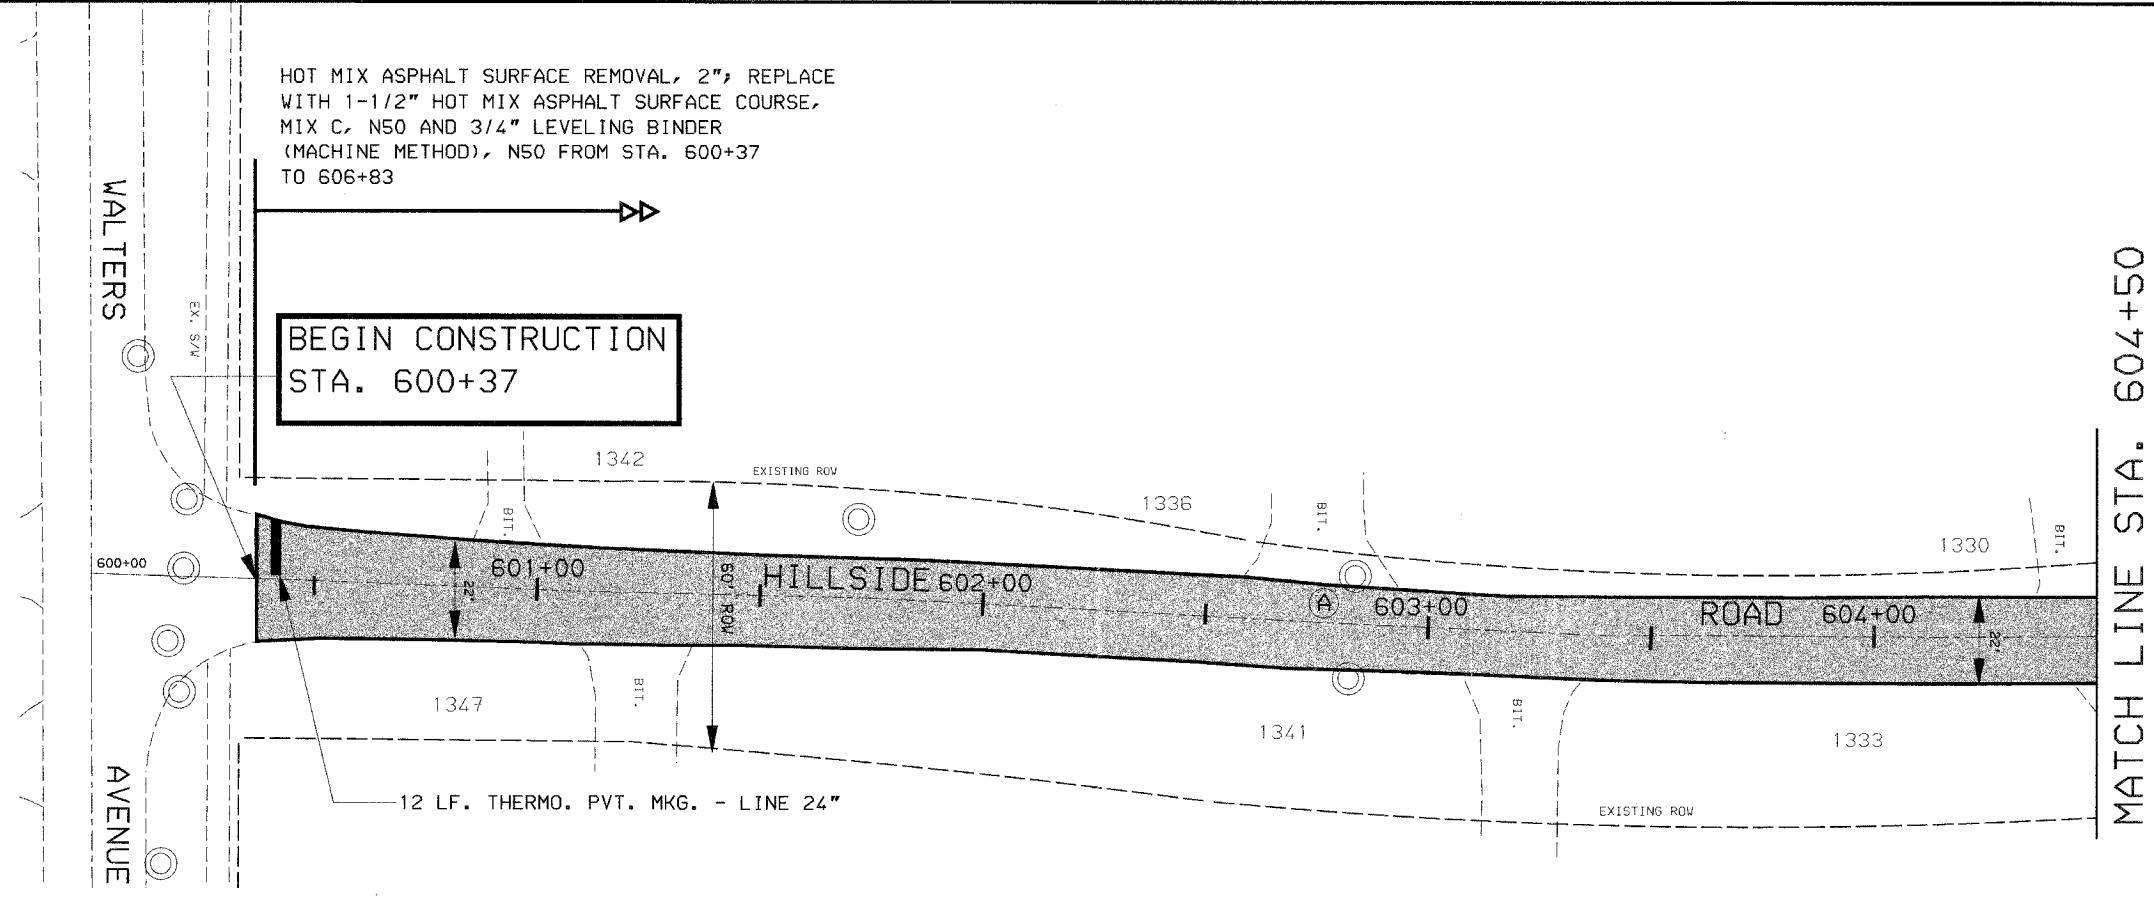 HOT MIX ASPHALT SURFACE REMOVAL, 2"; REPLACE
WITH 1-1/2" HOT MIX ASPHALT SURFACE COURSE,
MIX C, N50 AND 3/4" LEVELING BINDER
(MACHINE METHOD), N50 FROM STA. 600+37
TO 606+83
WALTERS
EX. S/W
BEGIN CONSTRUCTION
STA. 600+37
1342
EXISTING ROW
1336
1330
BIT.
BIT.
BIT.
600+00
601+00
22'
60' ROW
HILLSIDE
602+00
A
603+00
ROAD
604+00
22'
1347
BIT.
1341
BIT.
1333
EXISTING ROW
12 LF. THERMO. PVT. MKG. - LINE 24"
AVENUE
MATCH LINE STA. 604+50